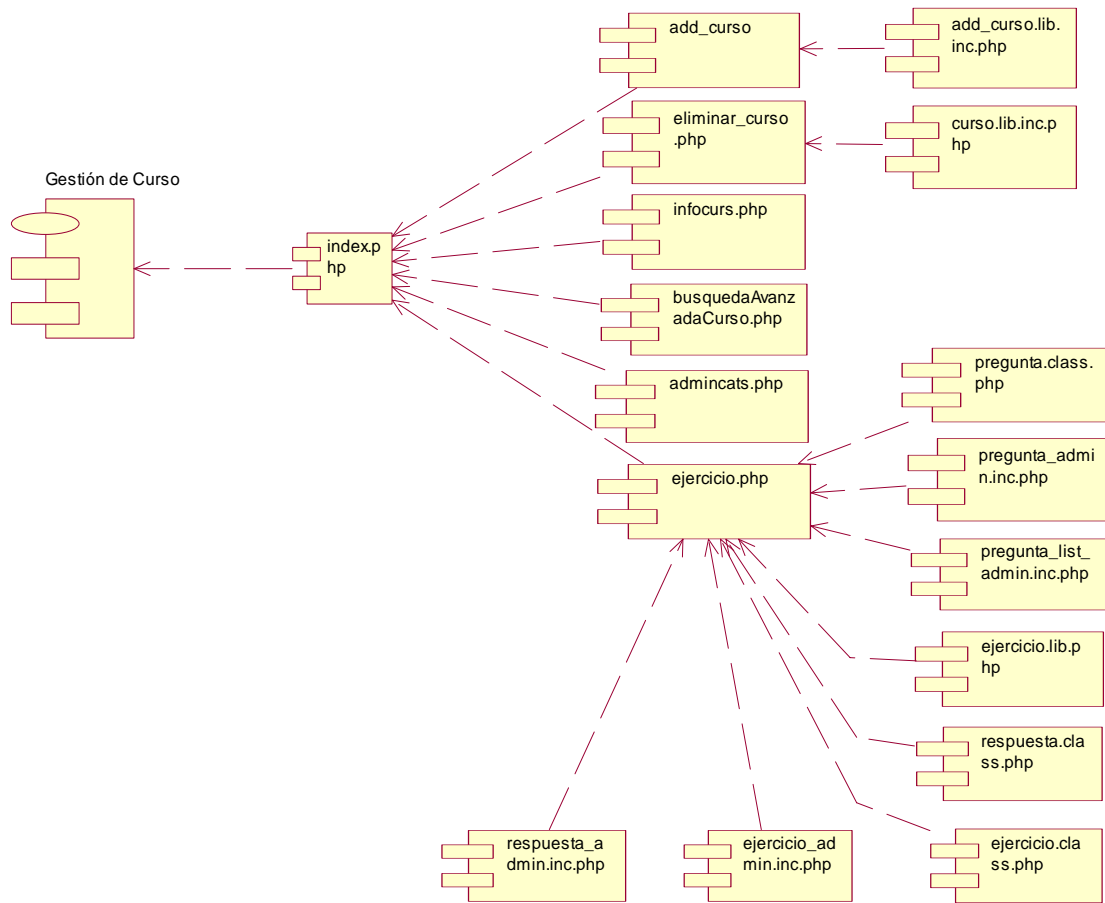 add_curso
add_curso.lib.
inc.php
eliminar_curso
.php
curso.lib.inc.p
hp
Gestión de Curso
infocurs.php
index.p
hp
busquedaAvanz
adaCurso.php
admincats.php
pregunta.class.
php
ejercicio.php
pregunta_admi
n.inc.php
pregunta_list_
admin.inc.php
ejercicio.lib.p
hp
respuesta.cla
ss.php
respuesta_a
dmin.inc.php
ejercicio_ad
min.inc.php
ejercicio.cla
ss.php